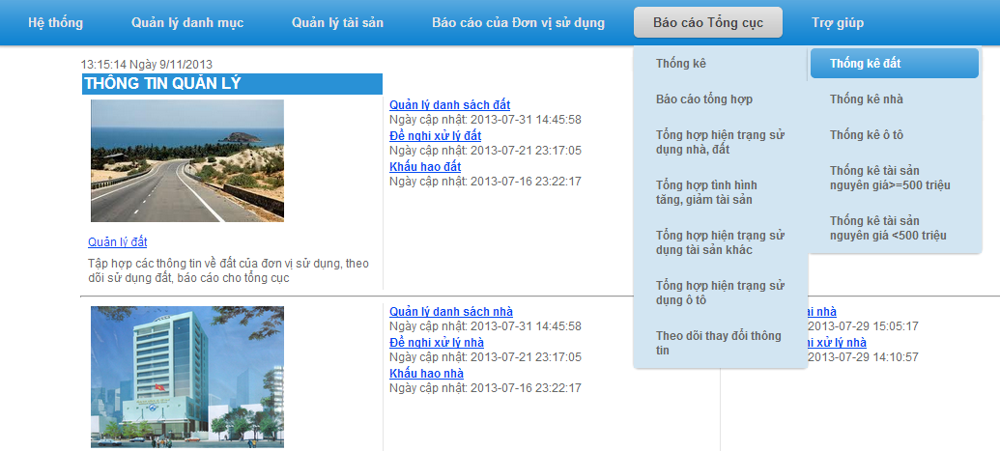 Hệ thống
Quản lý danh mục
Quản lý tài sản
Báo cáo của Đơn vị sử dụng
Báo cáo Tổng cục
Trợ giúp
Thống kê
Báo cáo tổng hợp
Tổng hợp hiện trạng sử
dụng nhà, đất
Tổng hợp tình hình
tăng, giảm tài sản
Tổng hợp hiện trạng sử
dụng tài sản khác
Tổng hợp hiện trạng sử
dụng ô tô
Theo dõi thay đổi thông
tin
Thống kê đất
Thống kê nhà
Thống kê ô tô
Thống kê tài sản
nguyên giá>=500 triệu
Thống kê tài sản
nguyên giá <500 triệu
13:15:14 Ngày 9/11/2013
THÔNG TIN QUẢN LÝ
Quản lý đất
Tập hợp các thông tin về đất của đơn vị sử dụng, theo
dõi sử dụng đất, báo cáo cho tổng cục
Quản lý danh sách đất
Ngày cập nhật: 2013-07-31 14:45:58
Đề nghi xử lý đất
Ngày cập nhật: 2013-07-21 23:17:05
Khấu hao đất
Ngày cập nhật: 2013-07-16 23:22:17
Quản lý danh sách nhà
Ngày cập nhật: 2013-07-31 14:45:58
Đề nghi xử lý nhà
Ngày cập nhật: 2013-07-21 23:17:05
Khấu hao nhà
Ngày cập nhật: 2013-07-16 23:22:17
ai nhà
2013-07-29 15:05:17
hi xử lý nhà
2013-07-29 14:10:57